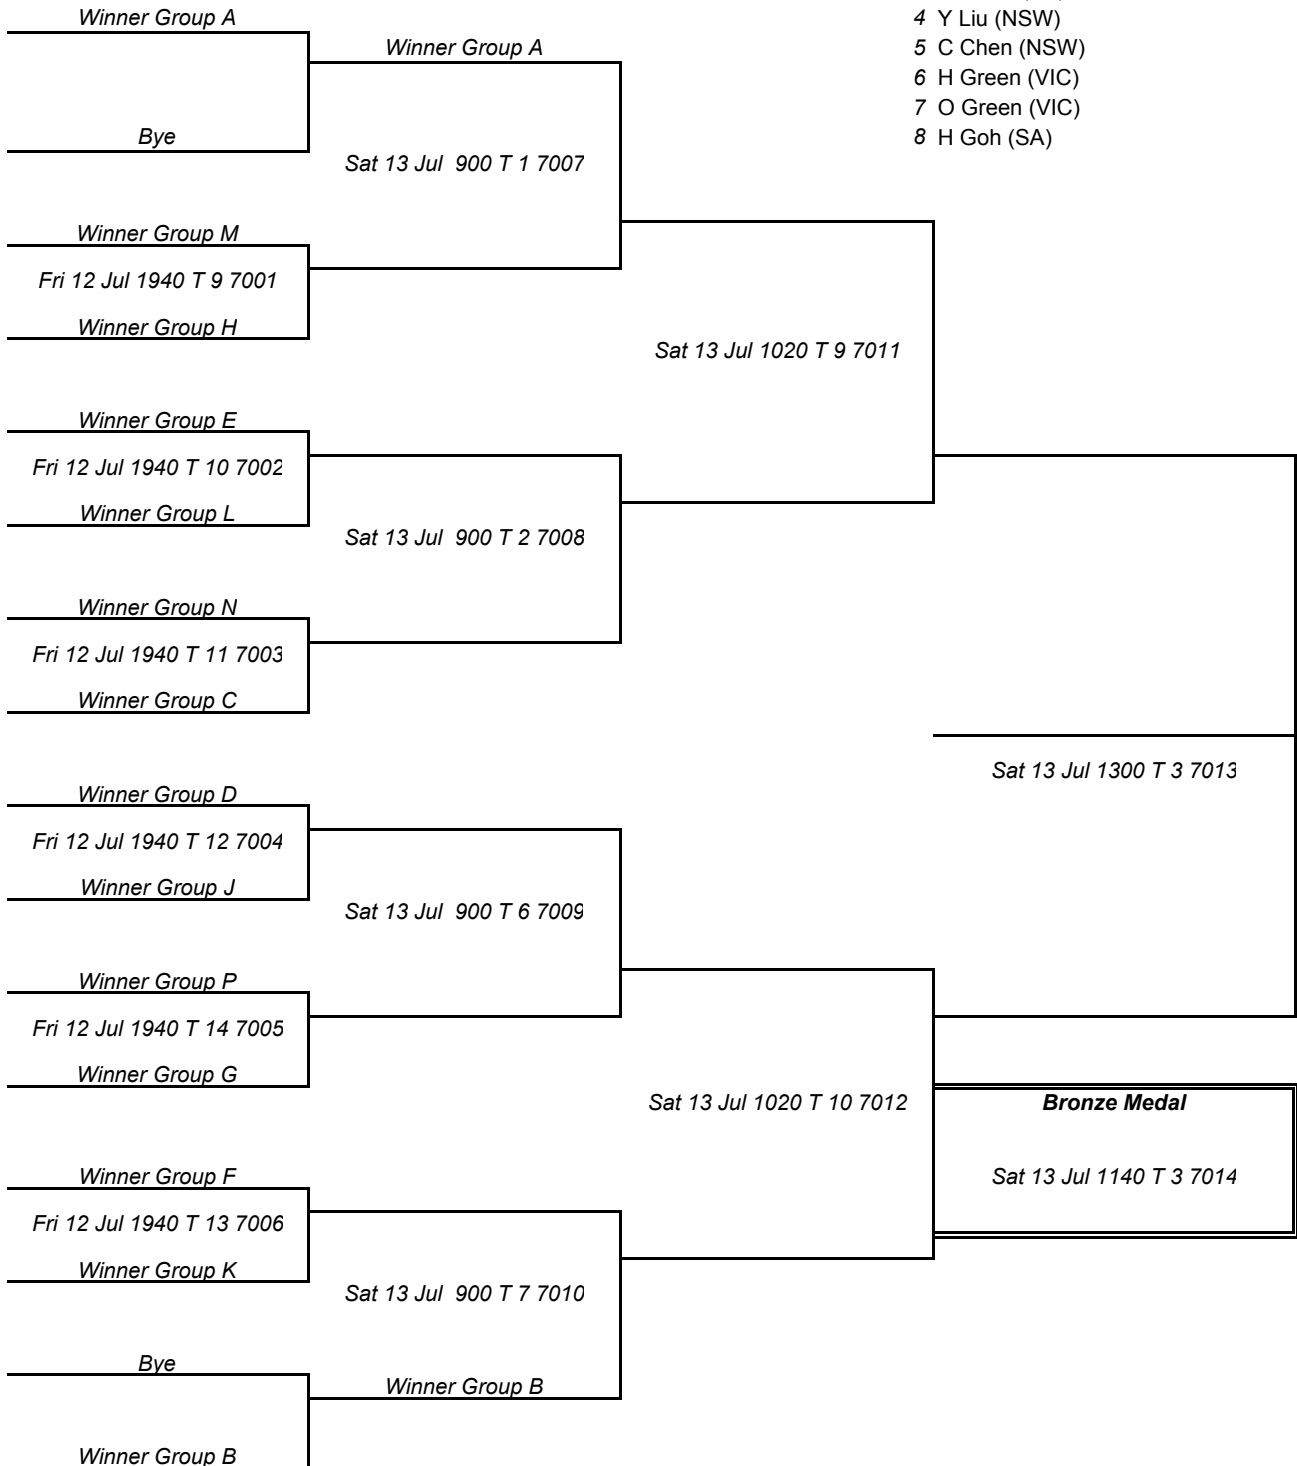 Winner Group A
4 Y Liu (NSW)
Winner Group A
5 C Chen (NSW)
6 H Green (VIC)
7 O Green (VIC)
Bye
8 H Goh (SA)
Sat 13 Jul 900 T 1 7007
Winner Group M
Fri 12 Jul 1940 T 9 7001
Winner Group H
Sat 13 Jul 1020 T 9 7011
Winner Group E
Fri 12 Jul 1940 T 10 7002
Winner Group L
Sat 13 Jul 900 T 2 7008
Winner Group N
Fri 12 Jul 1940 T 11 7003
Winner Group C
Sat 13 Jul 1300 T 3 7013
Winner Group D
Fri 12 Jul 1940 T 12 7004
Winner Group J
Sat 13 Jul 900 T 6 7009
Winner Group P
Fri 12 Jul 1940 T 14 7005
Winner Group G
Sat 13 Jul 1020 T 10 7012
Bronze Medal
Winner Group F
Sat 13 Jul 1140 T 3 7014
Fri 12 Jul 1940 T 13 7006
Winner Group K
Sat 13 Jul 900 T 7 7010
Bye
Winner Group B
Winner Group B